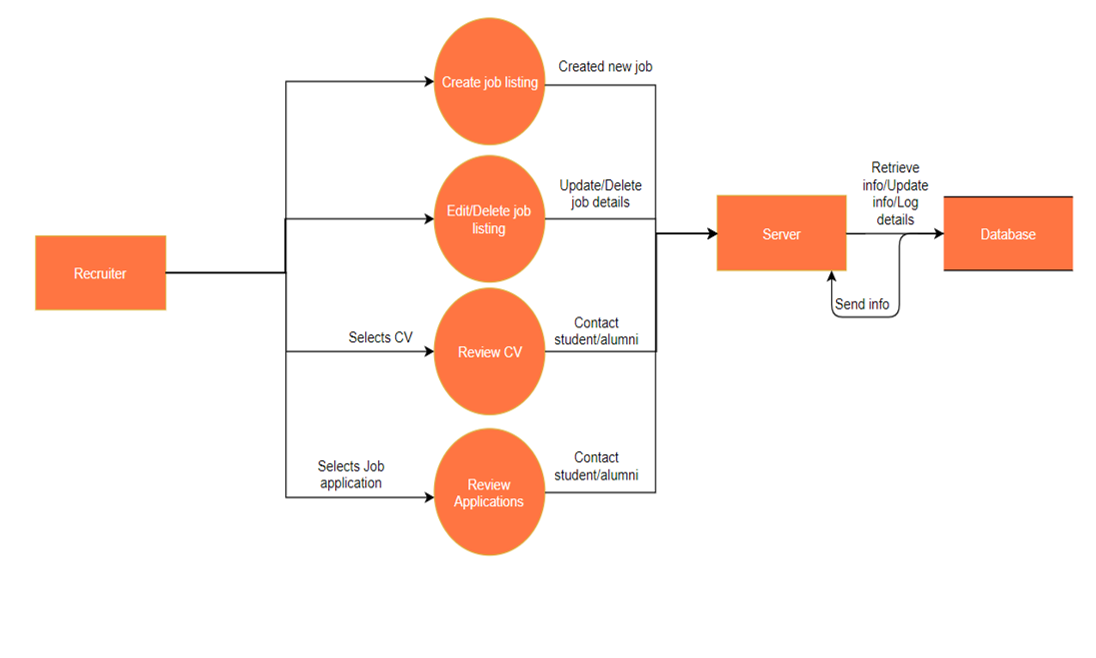 Created new job
Create job listing
Update/Delete
job details
Edit/Delete job
listing
Retrieve
info/Update
info/Log
details
Server
Database
Recruiter
Send info
Selects CV
Review CV
Contact
student/alumni
Selects Job
application
Review
Applications
Contact
student/alumni